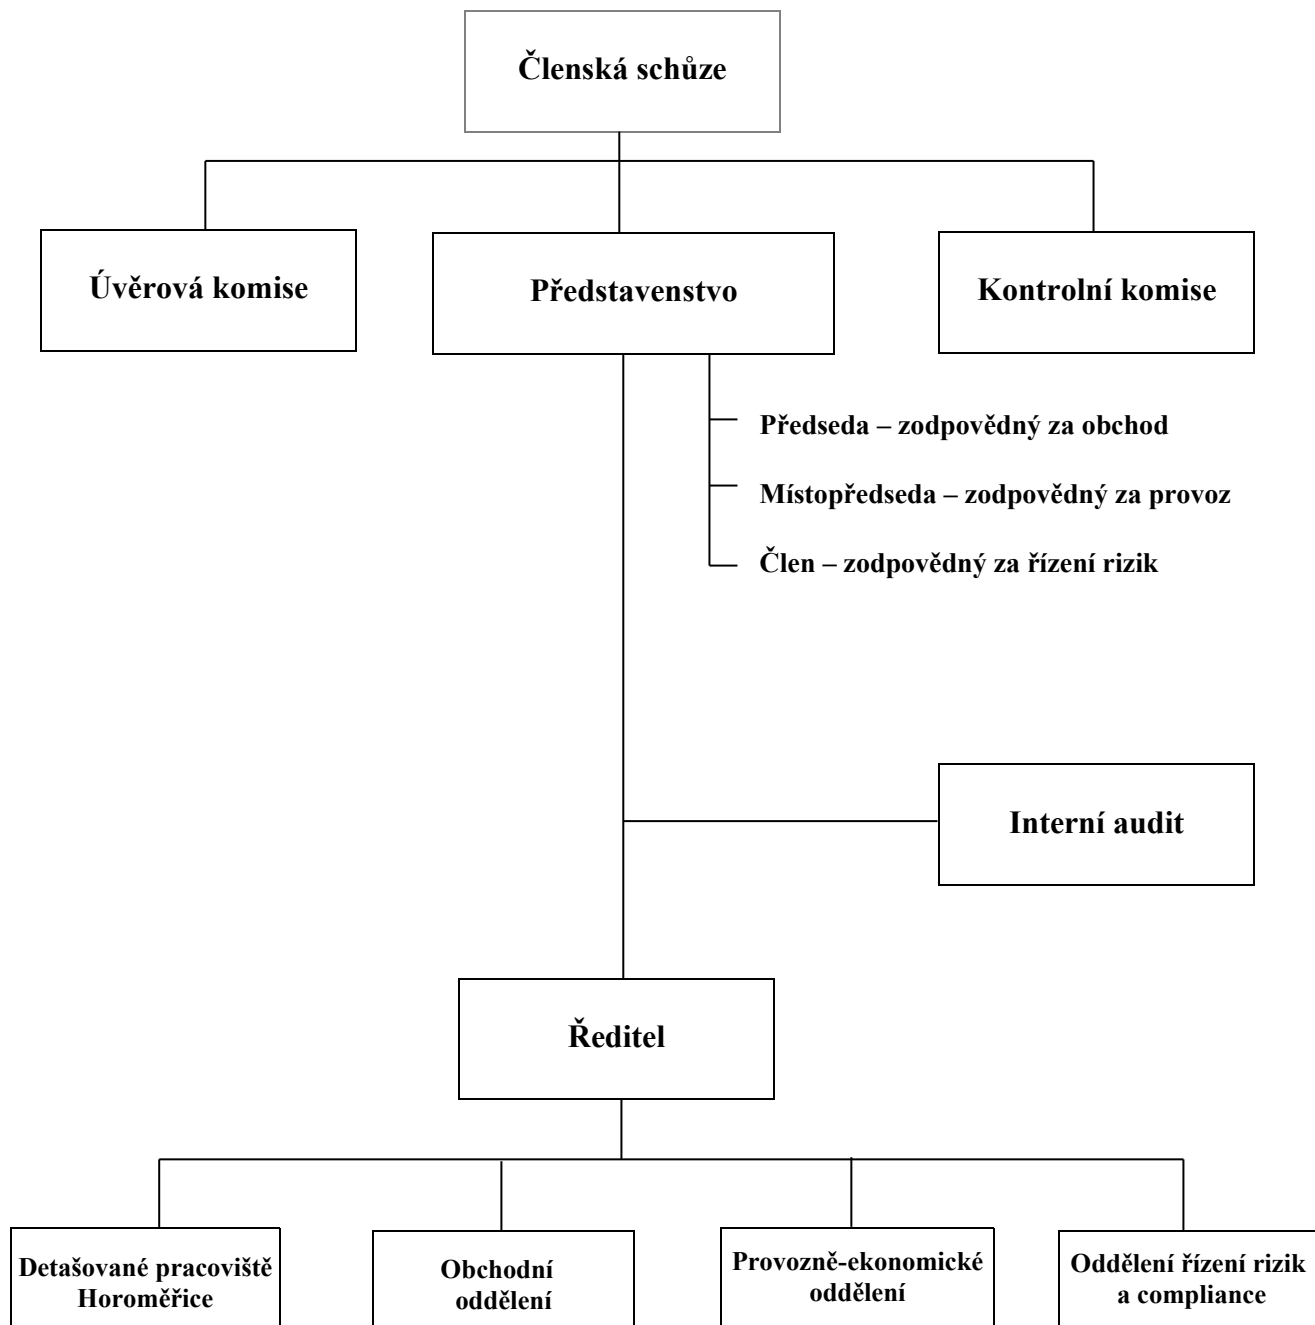 Členská schůze
Úvěrová komise
Představenstvo
Kontrolní komise
Předseda – zodpovědný za obchod
Místopředseda – zodpovědný za provoz
Člen – zodpovědný za řízení rizik
Interní audit
Ředitel
Detašované pracoviště
Horoměřice
Obchodní
oddělení
Provozně-ekonomické
oddělení
Oddělení řízení rizik
a compliance